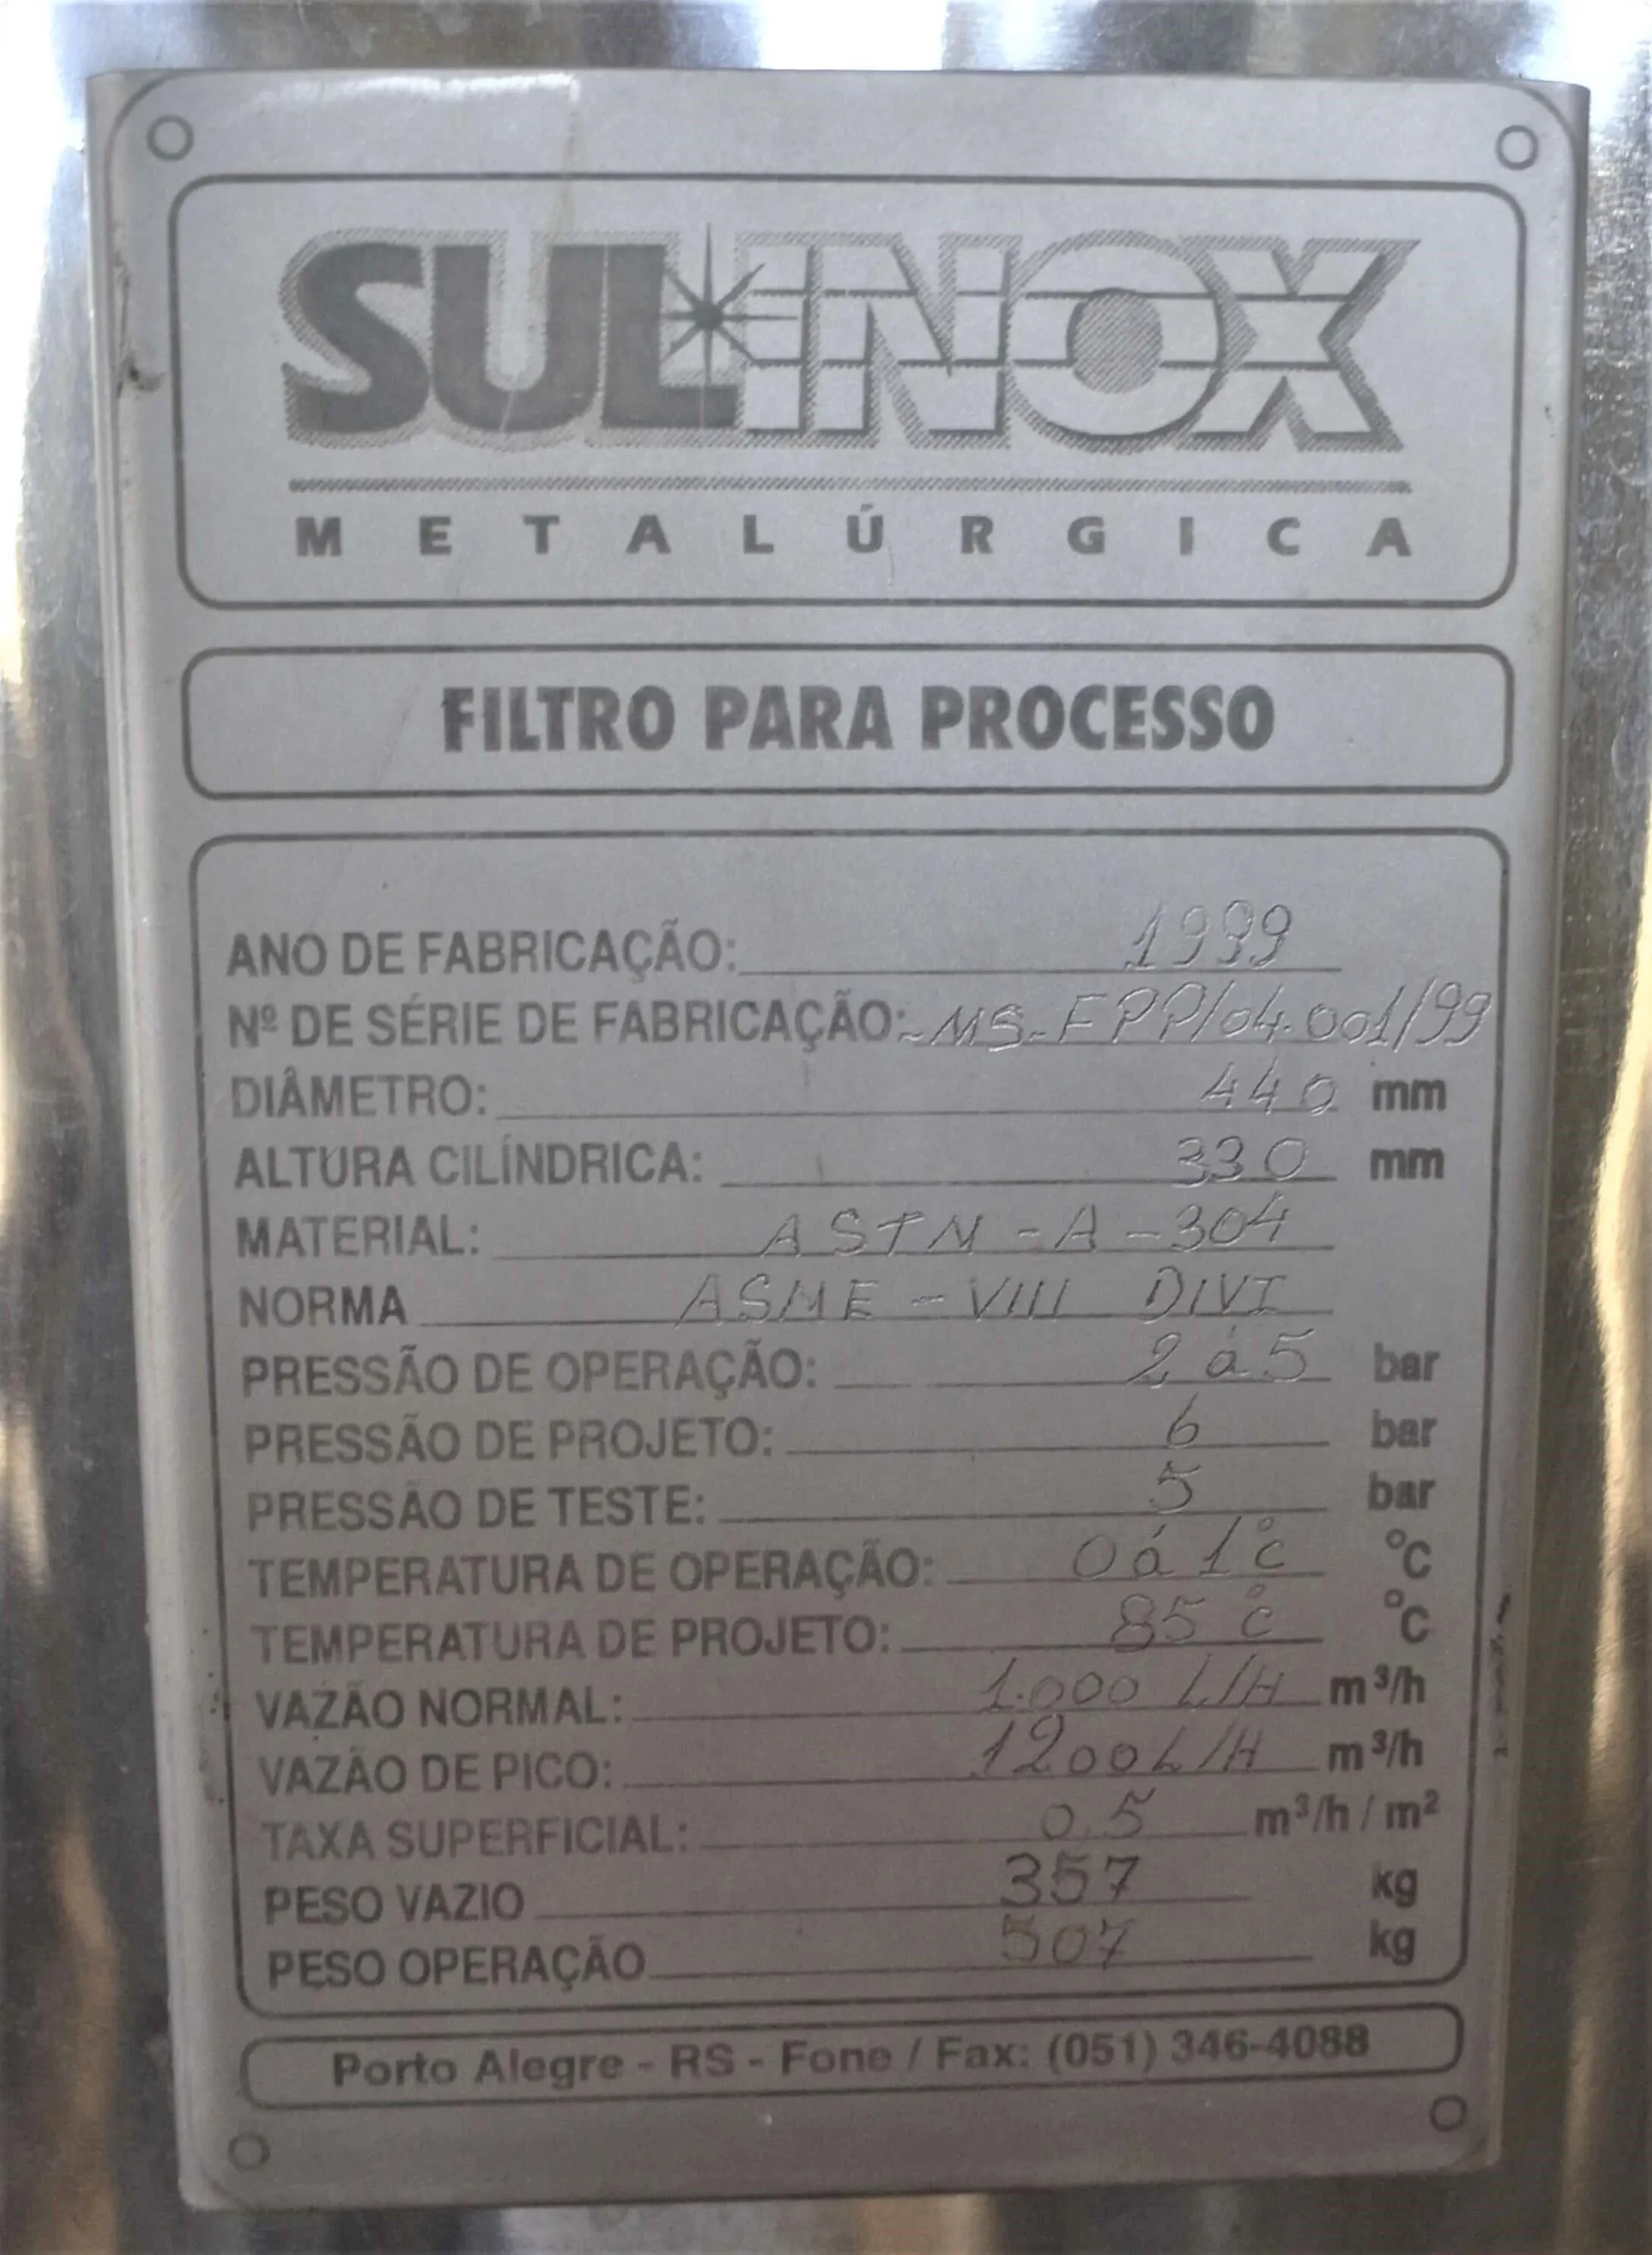 SULINOX
METALÚRGICA
FILTRO PARA PROCESSO
ANO DE FABRICAÇÃO: 1999
Nº DE SÉRIE DE FABRICAÇÃO: MS-FPP/04.001/99
DIÂMETRO: 440 mm
ALTURA CILÍNDRICA: 330 mm
MATERIAL: ASTM-A-304
NORMA ASME-VIII DIVI
PRESSÃO DE OPERAÇÃO: 2 á 5 bar
PRESSÃO DE PROJETO: 6 bar
PRESSÃO DE TESTE: 5 bar
TEMPERATURA DE OPERAÇÃO: 0 á 1°C °C
TEMPERATURA DE PROJETO: 85°C °C
VAZÃO NORMAL: 1.000 L/H m³/h
VAZÃO DE PICO: 1200 L/H m³/h
TAXA SUPERFICIAL: 0,5 m³/h / m²
PESO VAZIO 357 kg
PESO OPERAÇÃO 507 kg
Porto Alegre - RS - Fone / Fax: (051) 346-4088